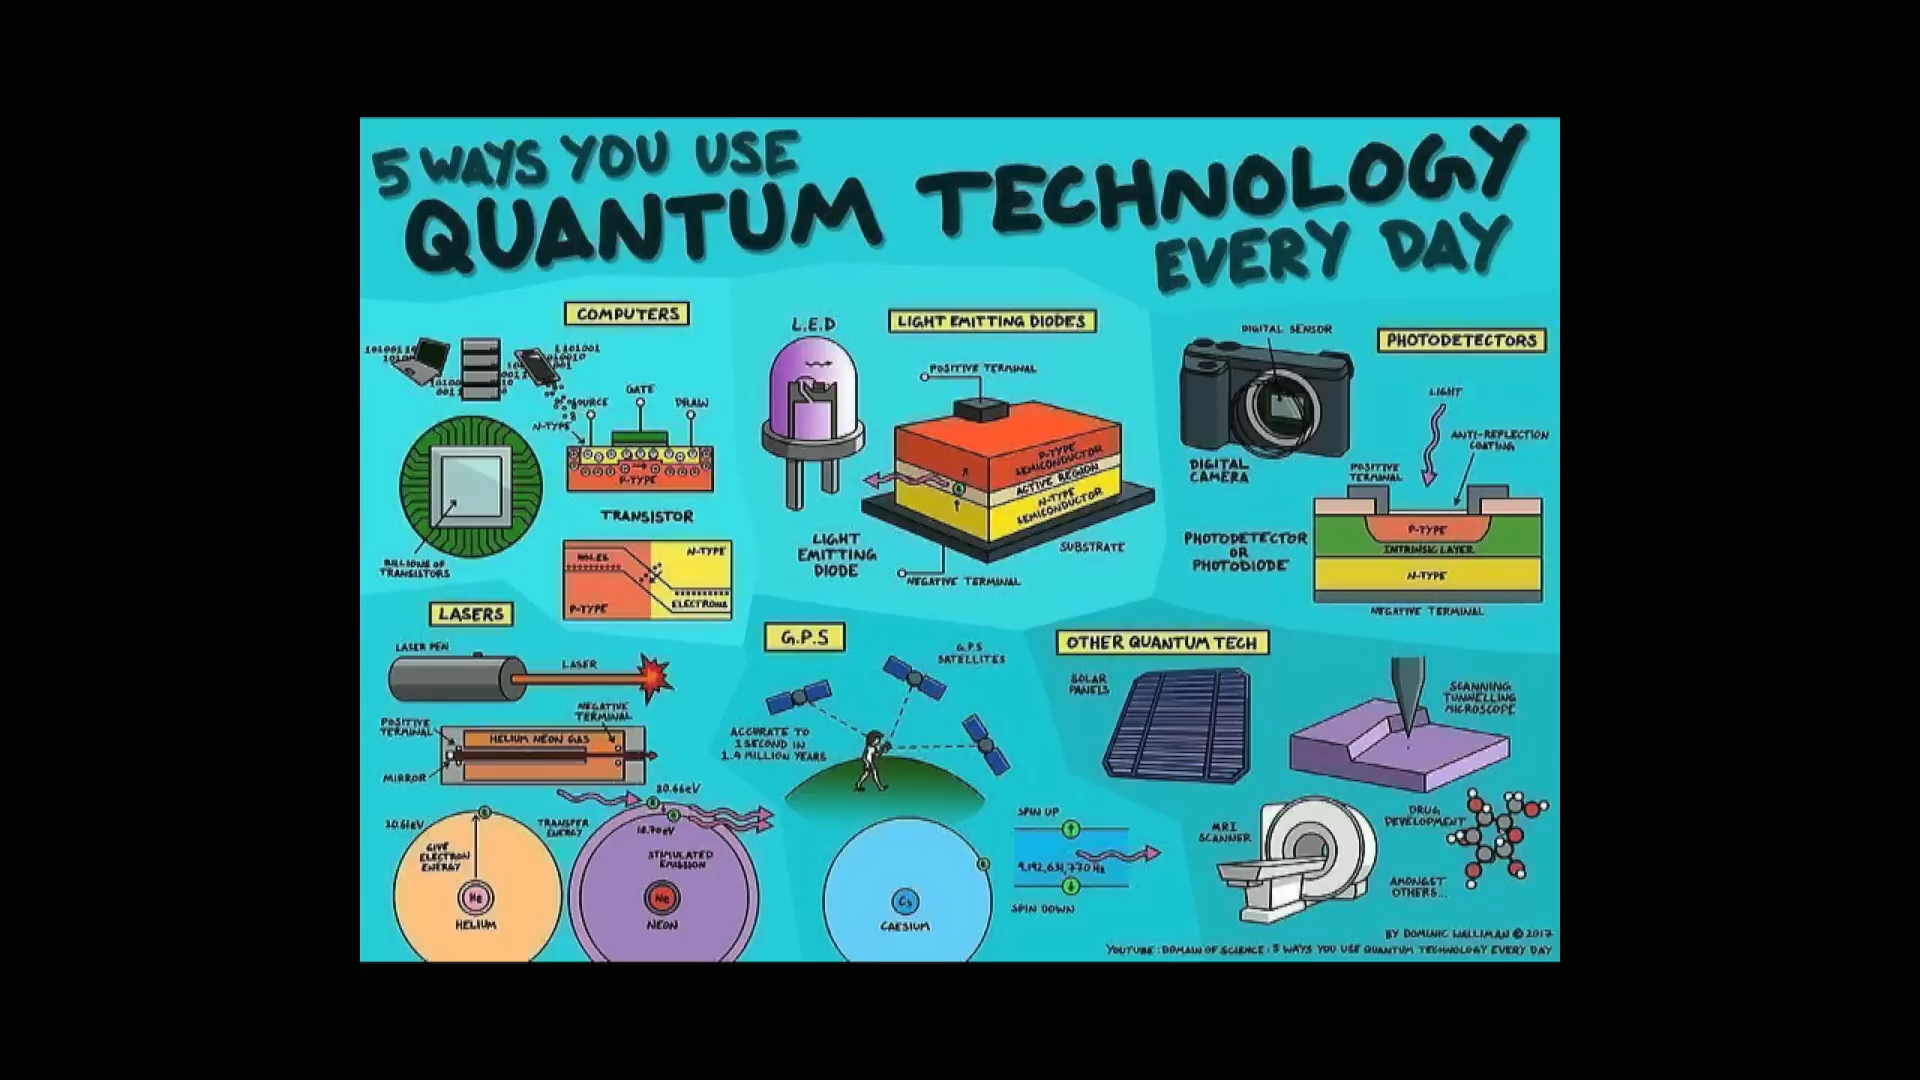 5 WAYS YOU USE
QUANTUM TECHNOLOGY
EVERY DAY
COMPUTERS
GATE
SOURCE
DRAW
N-TYPE
P-TYPE
TRANSISTOR
BILLIONS OF
TRANSISTORS
HOLES
N-TYPE
P-TYPE
ELECTRONS
L.E.D
LIGHT EMITTING DIODES
POSITIVE TERMINAL
P-TYPE
SEMICONDUCTOR
ACTIVE REGION
N-TYPE
SEMICONDUCTOR
LIGHT
EMITTING
DIODE
SUBSTRATE
NEGATIVE TERMINAL
DIGITAL SENSOR
PHOTODETECTORS
LIGHT
ANTI-REFLECTION
COATING
DIGITAL
CAMERA
POSITIVE
TERMINAL
PHOTODETECTOR
OR
PHOTODIODE
P-TYPE
INTRINSIC LAYER
N-TYPE
NEGATIVE TERMINAL
LASERS
LASER PEN
LASER
NEGATIVE
TERMINAL
POSITIVE
TERMINAL
HELIUM NEON GAS
MIRROR
20.61eV
GIVE
ELECTRON
ENERGY
He
HELIUM
TRANSFER
ENERGY
20.66eV
18.70eV
STIMULATED
EMISSION
Ne
NEON
G.P.S
G.P.S
SATELLITES
ACCURATE TO
1 SECOND IN
1.4 MILLION YEARS
Cs
CAESIUM
SPIN UP
9,192,631,770 Hz
SPIN DOWN
OTHER QUANTUM TECH
SOLAR
PANELS
SCANNING
TUNNELLING
MICROSCOPE
MRI
SCANNER
DRUG
DEVELOPMENT
AMONGST
OTHERS...
BY DOMINIC WALLIMAN © 2017
YOUTUBE : DOMAIN OF SCIENCE : 5 WAYS YOU USE QUANTUM TECHNOLOGY EVERY DAY